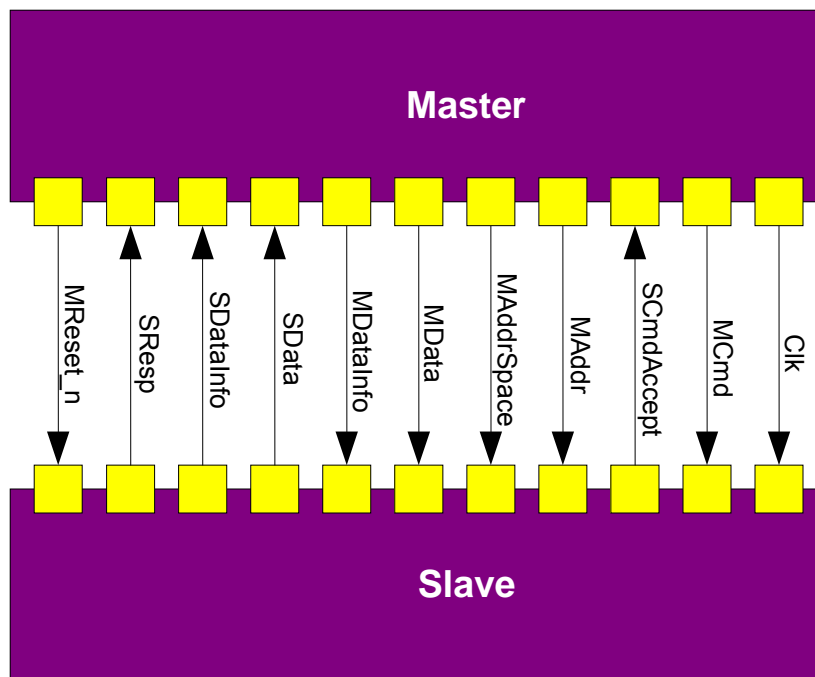 Master
MReset_n
SResp
SDataInfo
SData
MDataInfo
MData
MAddrSpace
MAddr
SCmdAccept
MCmd
Clk
Slave